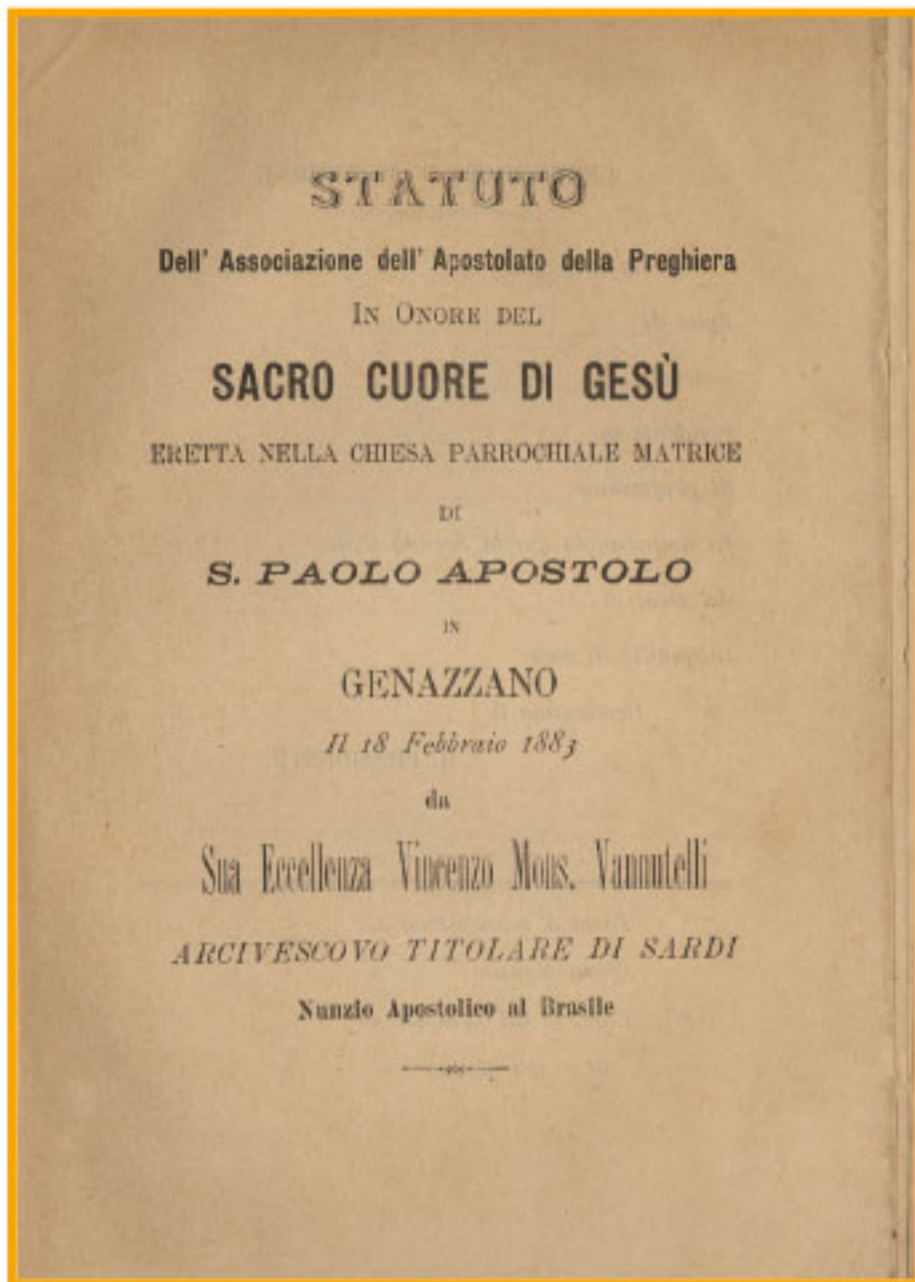 STATUTO
Dell' Associazione dell' Apostolato della Preghiera
IN ONORE DEL
SACRO CUORE DI GESÙ
ERETTA NELLA CHIESA PARROCHIALE MATRICE
DI
S. PAOLO APOSTOLO
IN
GENAZZANO
Il 18 Febbraio 1883
da
Sua Eccellenza Vincenzo Mons. Vannutelli
ARCIVESCOVO TITOLARE DI SARDI
Nunzio Apostolico al Brasile